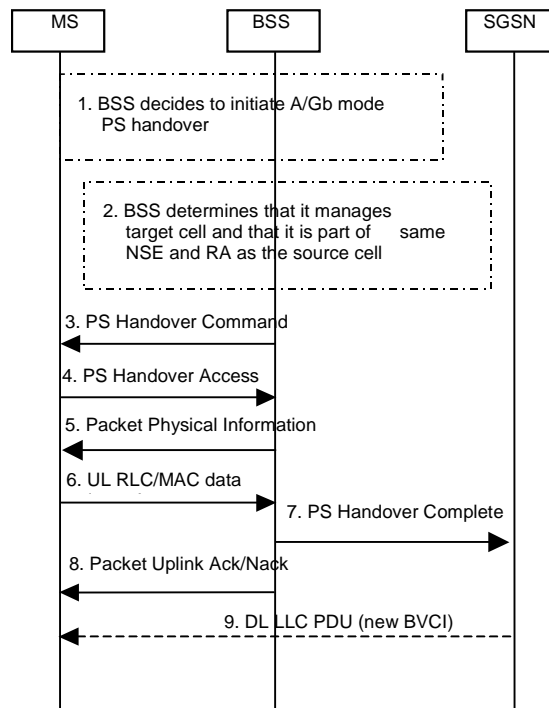 MS BSS SGSN
1. BSS decides to initiate A/Gb mode
PS handover
2. BSS determines that it manages
target cell and that it is part of same
NSE and RA as the source cell
3. PS Handover Command
4. PS Handover Access
5. Packet Physical Information
6. UL RLC/MAC data
7. PS Handover Complete
8. Packet Uplink Ack/Nack
9. DL LLC PDU (new BVCI)